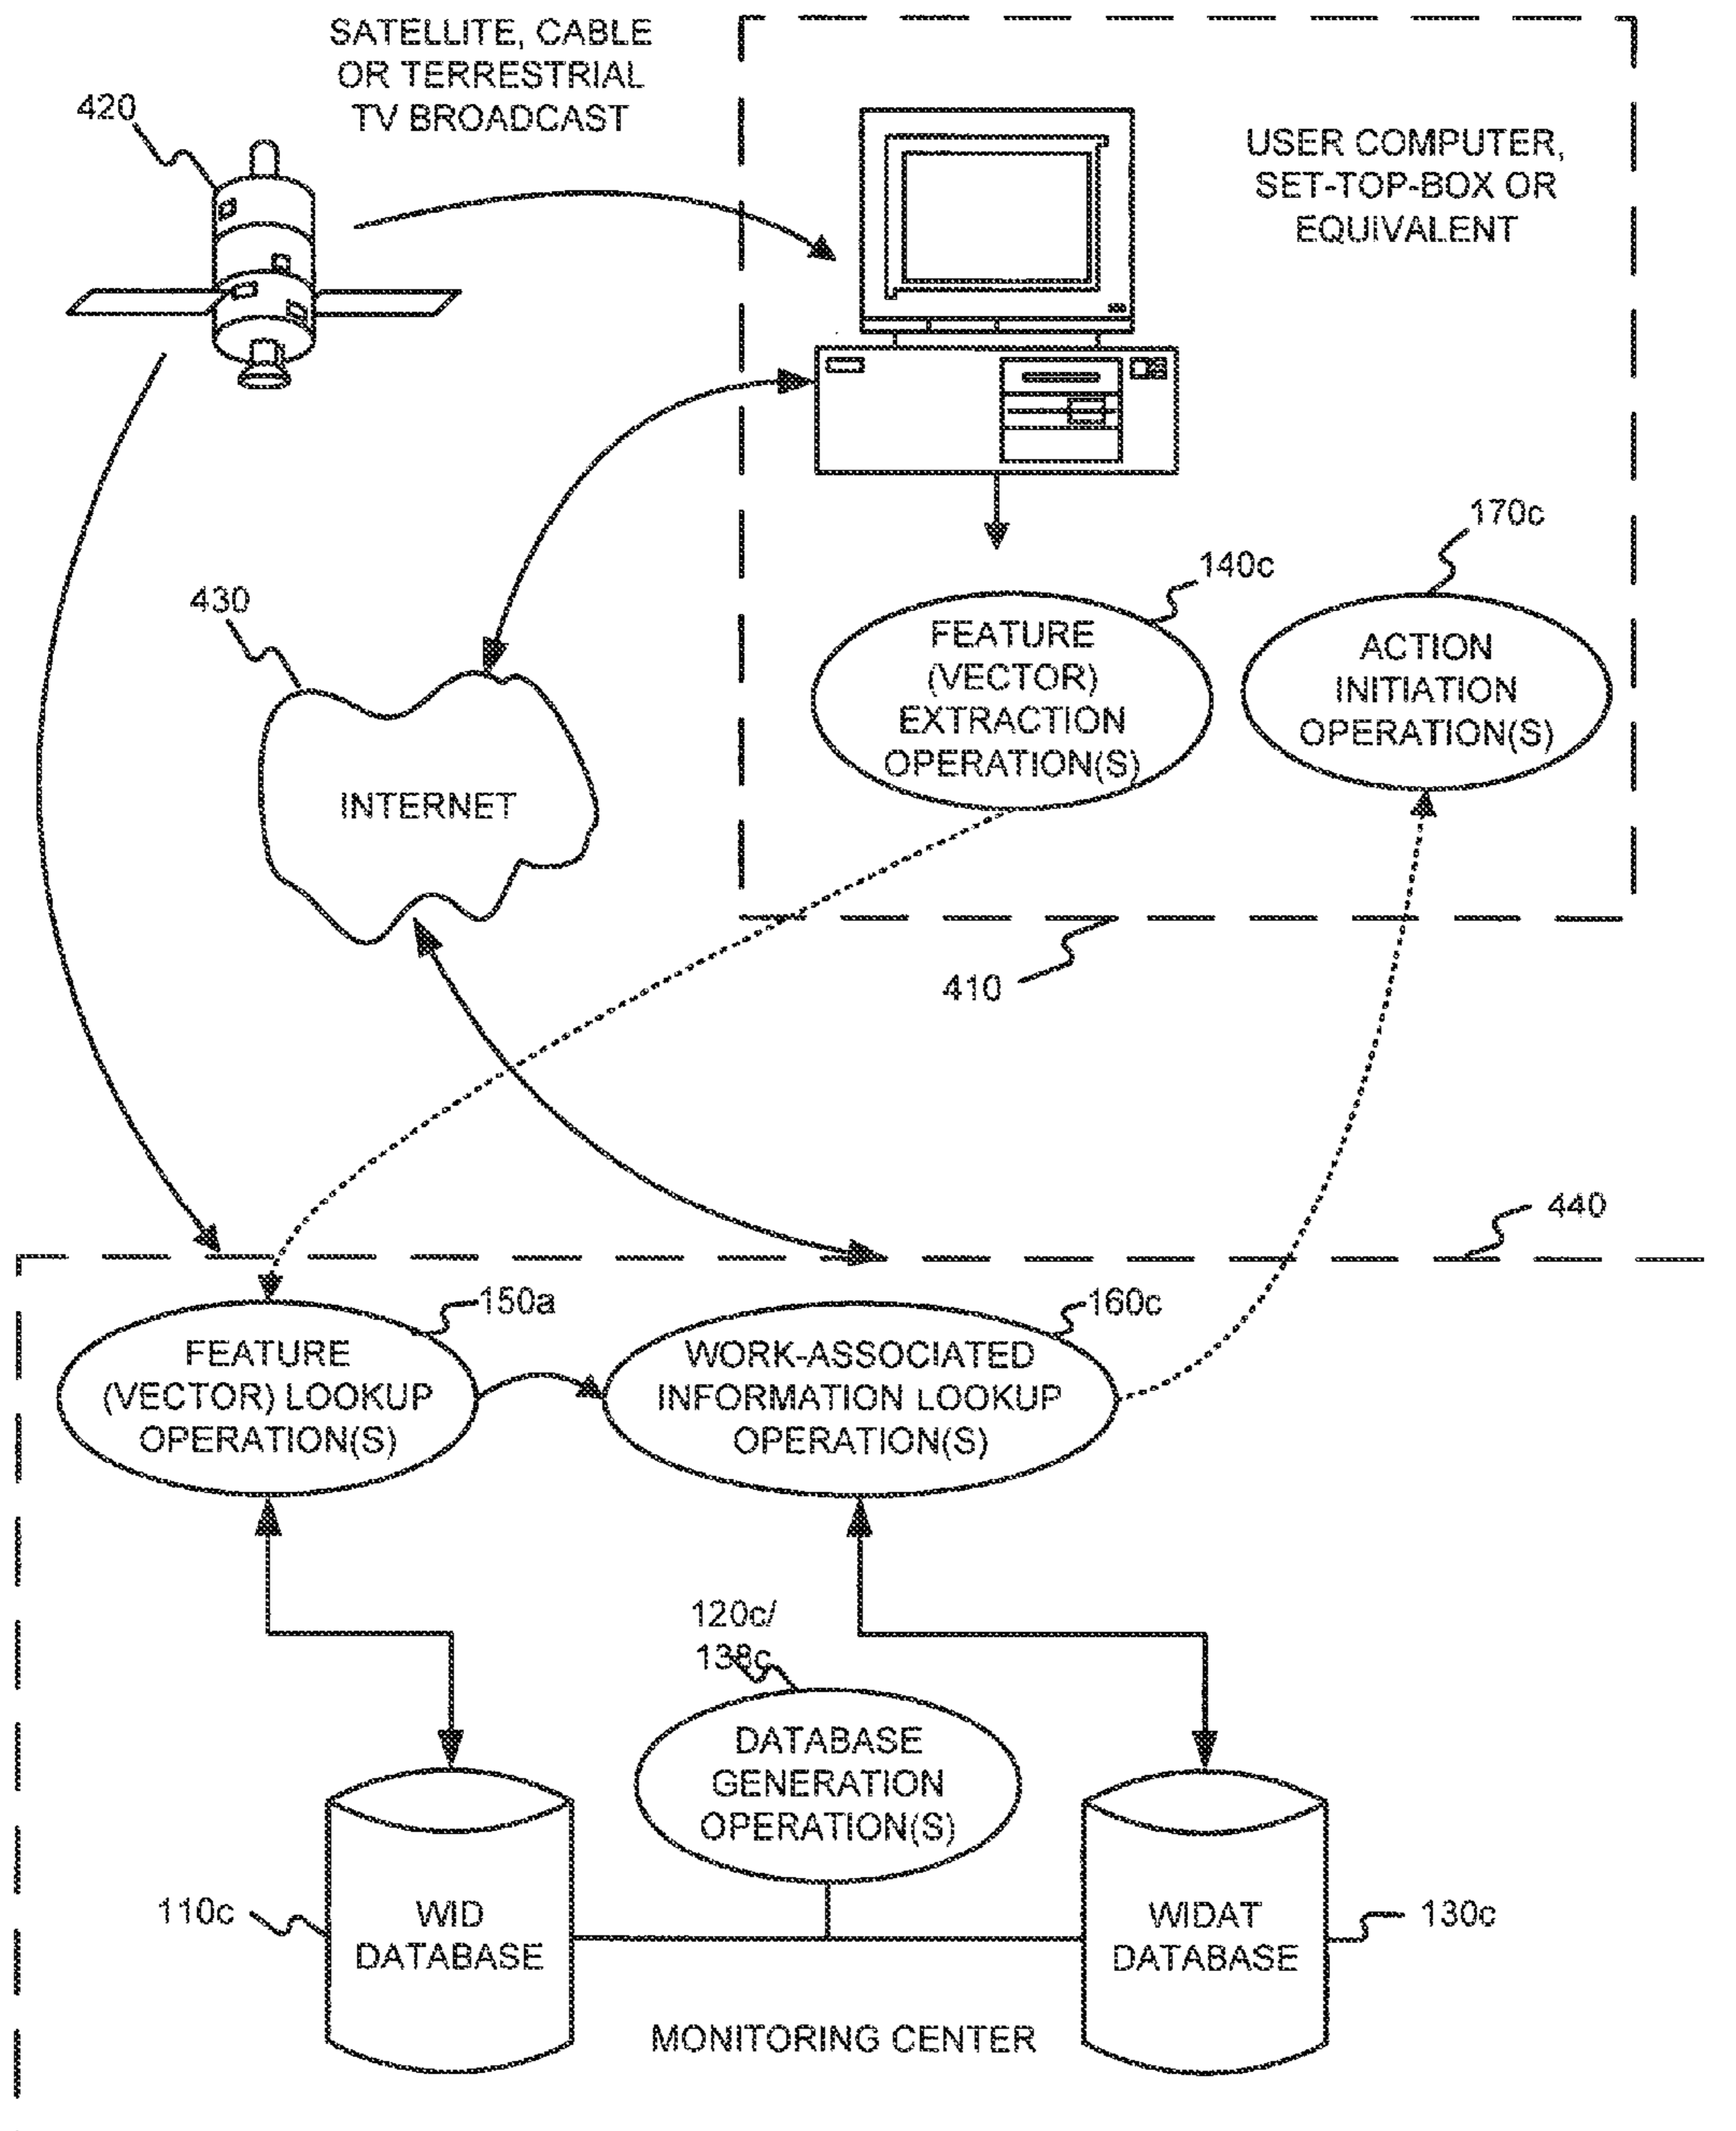 SATELLITE, CABLE
OR TERRESTRIAL
TV BROADCAST
420
USER COMPUTER,
SET-TOP-BOX OR
EQUIVALENT
170c
140c
430
FEATURE
(VECTOR)
EXTRACTION
OPERATION(S)
ACTION
INITIATION
OPERATION(S)
INTERNET
410
440
150a
160c
FEATURE
(VECTOR) LOOKUP
OPERATION(S)
WORK-ASSOCIATED
INFORMATION LOOKUP
OPERATION(S)
120c/
138c
DATABASE
GENERATION
OPERATION(S)
110c
WID
DATABASE
WIDAT
DATABASE
130c
MONITORING CENTER